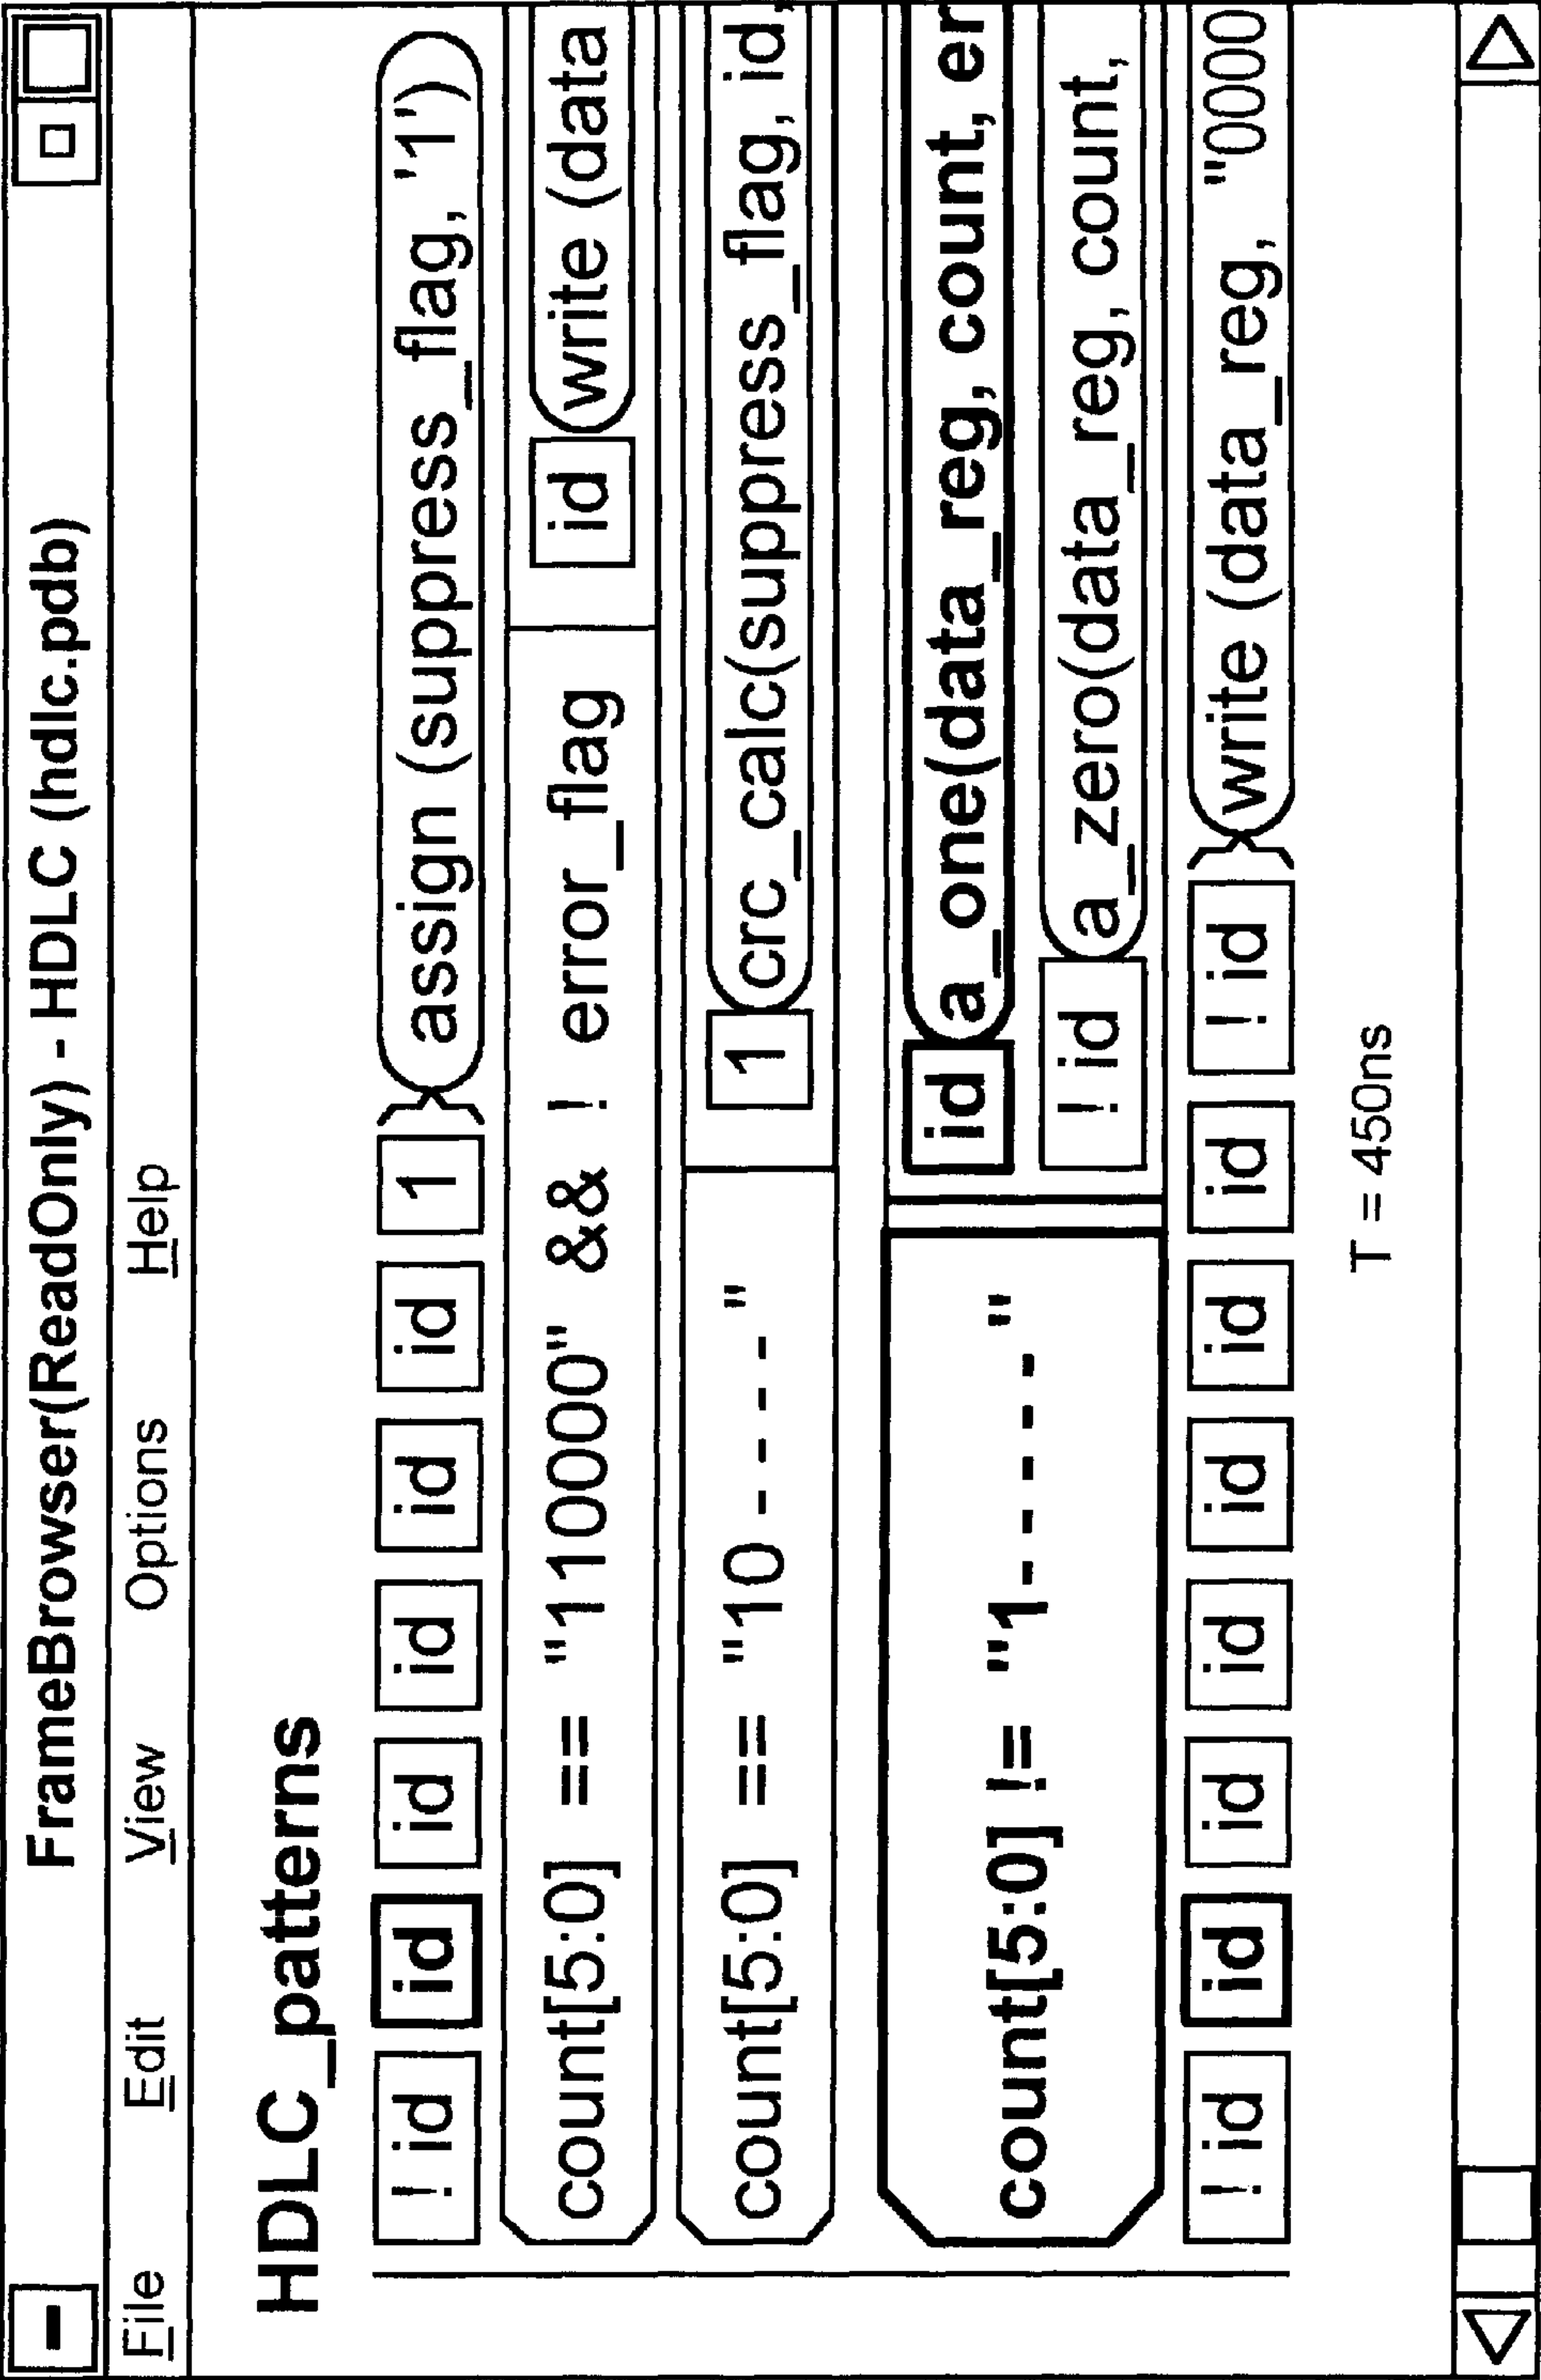 FrameBrowser(ReadOnly) - HDLC (hdlc.pdb)
File Edit View Options Help
HDLC_patterns
! id id id id id id 1 assign (suppress_flag, '1')
count[5:0] == "110000" && ! error_flag id write (data
count[5:0] == "10 - - - - " 1 crc_calc(suppress_flag, id,
count[5:0] != "1- - - - - " id a_one(data_reg, count, er
! id a_zero(data_reg, count,
! id id id id id id id ! id write (data_reg, "0000
T = 450ns